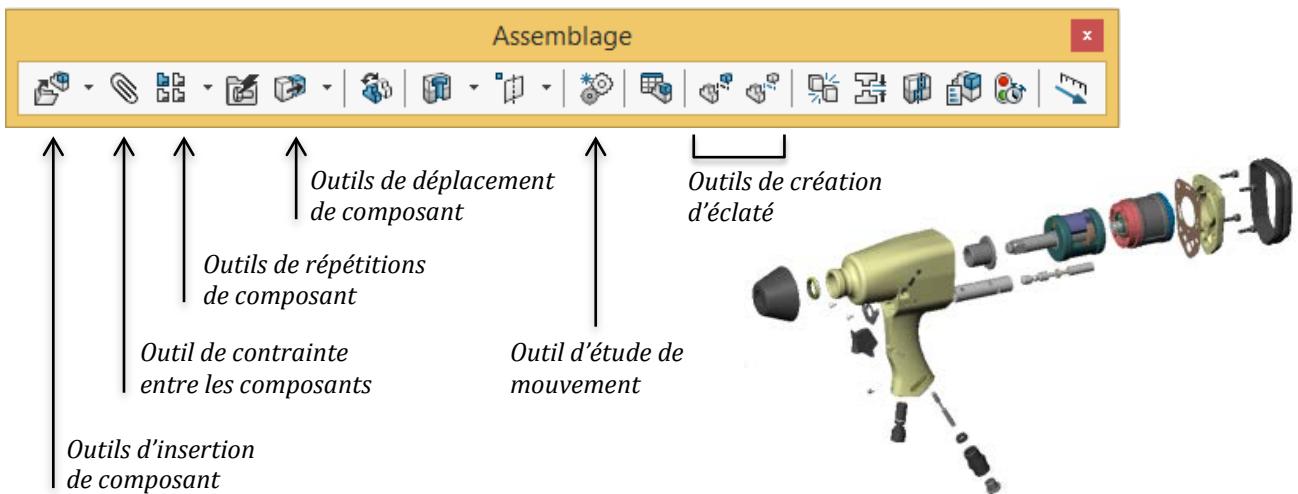 Assemblage
x
Outils de déplacement
de composant
Outils de création
d’éclaté
Outils de répétitions
de composant
Outil de contrainte
entre les composants
Outil d’étude de
mouvement
Outils d’insertion
de composant